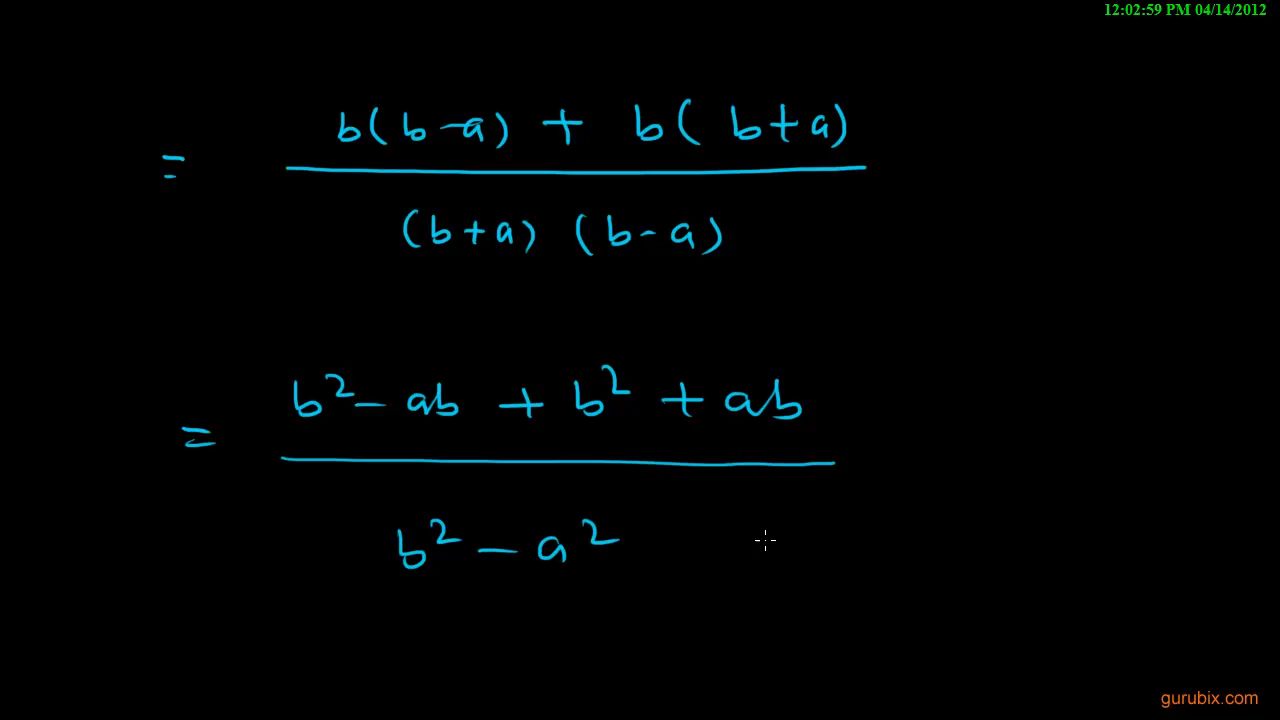 12:02:59 PM 04/14/2012
b(b-a) + b(b+a)
=
(b+a) (b-a)
b² - ab + b² + ab
=
b² - a²
gurubix.com